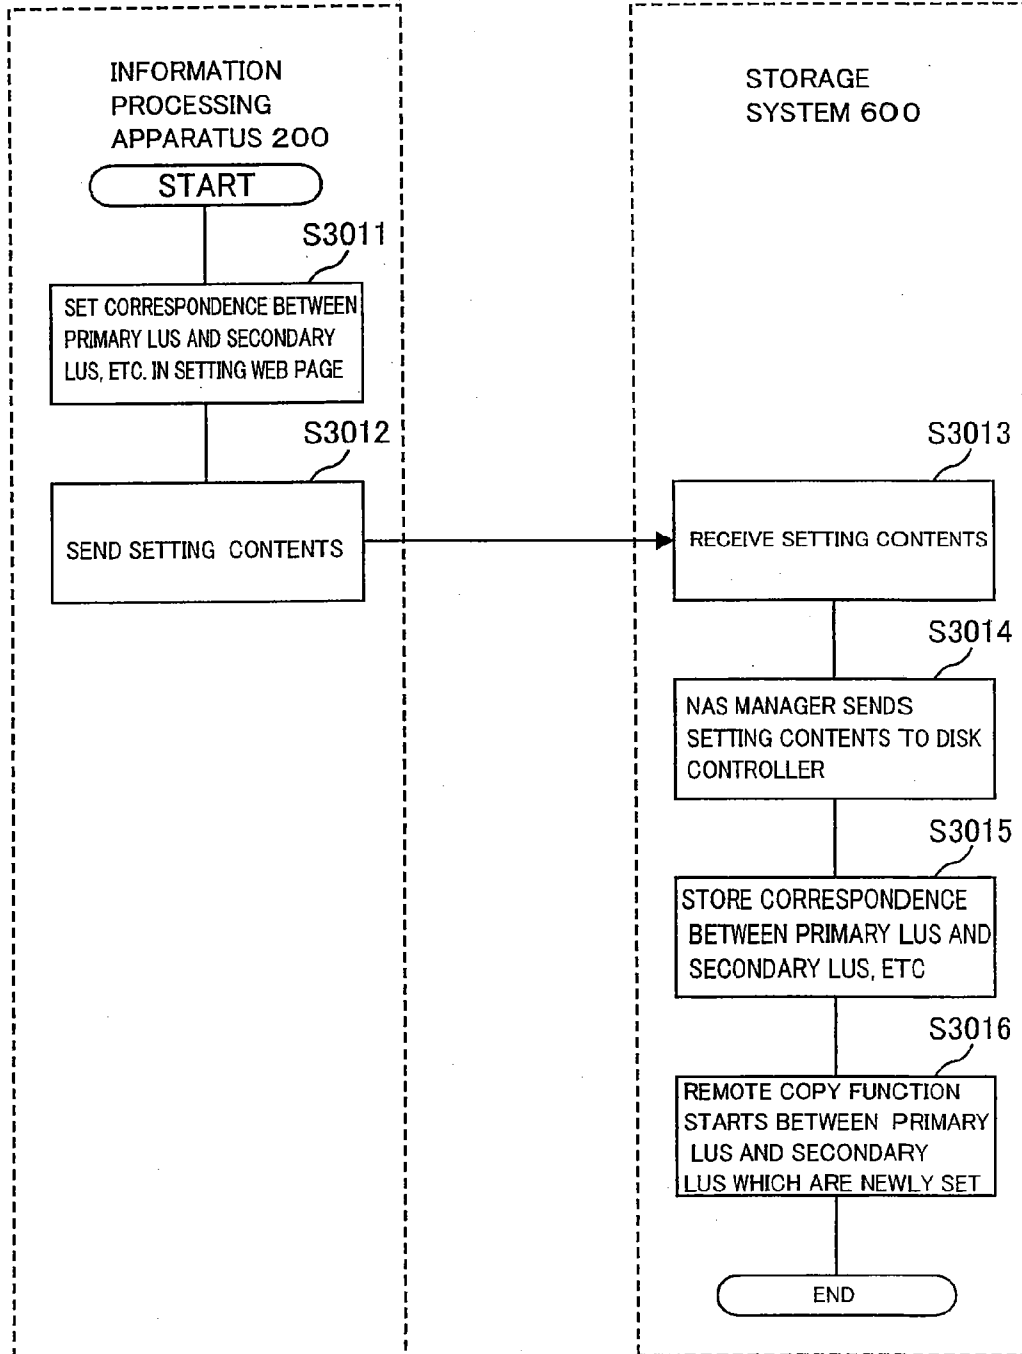 INFORMATION
PROCESSING
APPARATUS 200
START
S3011
SET CORRESPONDENCE BETWEEN
PRIMARY LUS AND SECONDARY
LUS, ETC. IN SETTING WEB PAGE
S3012
SEND SETTING CONTENTS
STORAGE
SYSTEM 600
S3013
RECEIVE SETTING CONTENTS
S3014
NAS MANAGER SENDS
SETTING CONTENTS TO DISK
CONTROLLER
S3015
STORE CORRESPONDENCE
BETWEEN PRIMARY LUS AND
SECONDARY LUS, ETC
S3016
REMOTE COPY FUNCTION
STARTS BETWEEN PRIMARY
LUS AND SECONDARY
LUS WHICH ARE NEWLY SET
END